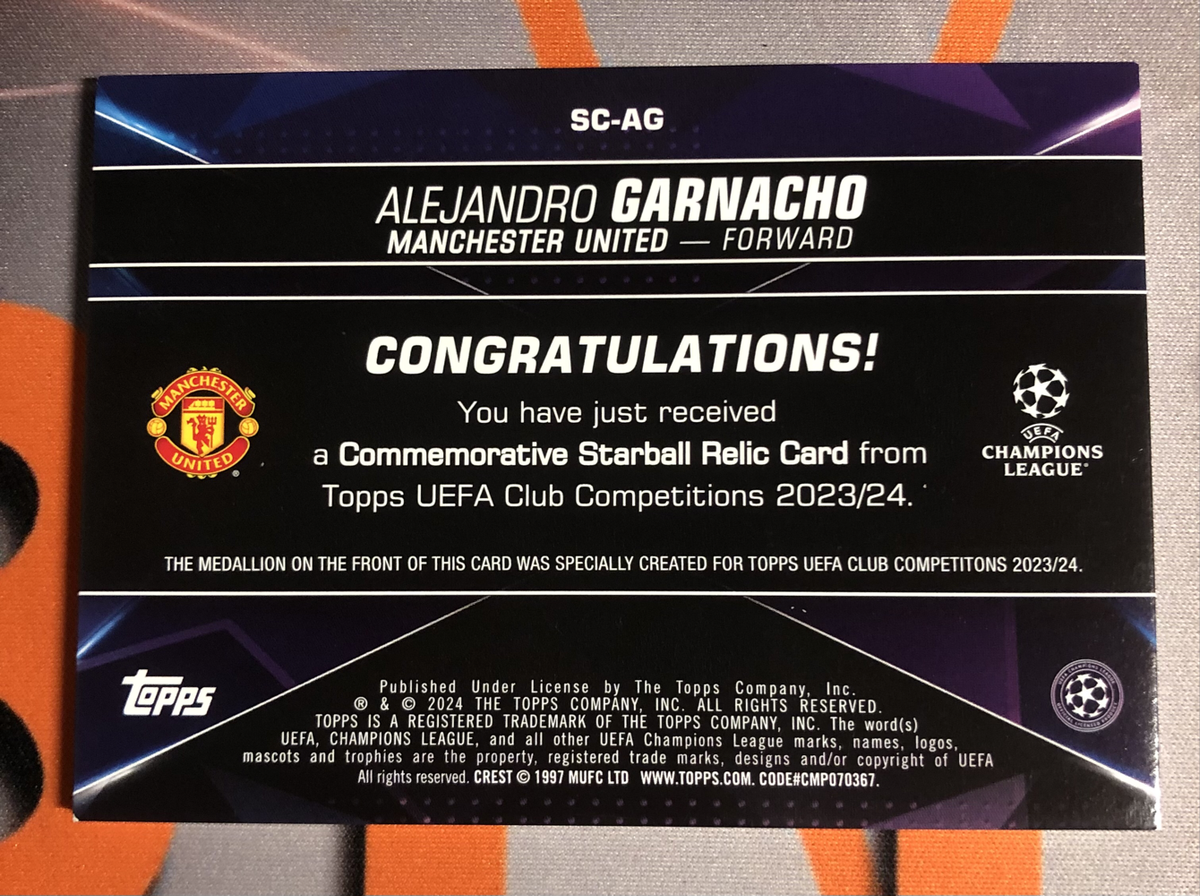 SC-AG
ALEJANDRO GARNACHO
MANCHESTER UNITED — FORWARD
CONGRATULATIONS!
You have just received
a Commemorative Starball Relic Card from
Topps UEFA Club Competitions 2023/24.
MANCHESTER
UNITED
®
UEFA
CHAMPIONS
LEAGUE®
THE MEDALLION ON THE FRONT OF THIS CARD WAS SPECIALLY CREATED FOR TOPPS UEFA CLUB COMPETITONS 2023/24.
topps
Published Under License by The Topps Company, Inc.
® & © 2024 THE TOPPS COMPANY, INC. ALL RIGHTS RESERVED.
TOPPS IS A REGISTERED TRADEMARK OF THE TOPPS COMPANY, INC. The word(s)
UEFA, CHAMPIONS LEAGUE, and all other UEFA Champions League marks, names, logos,
mascots and trophies are the property, registered trade marks, designs and/or copyright of UEFA
All rights reserved. CREST © 1997 MUFC LTD WWW.TOPPS.COM. CODE#CMP070367.